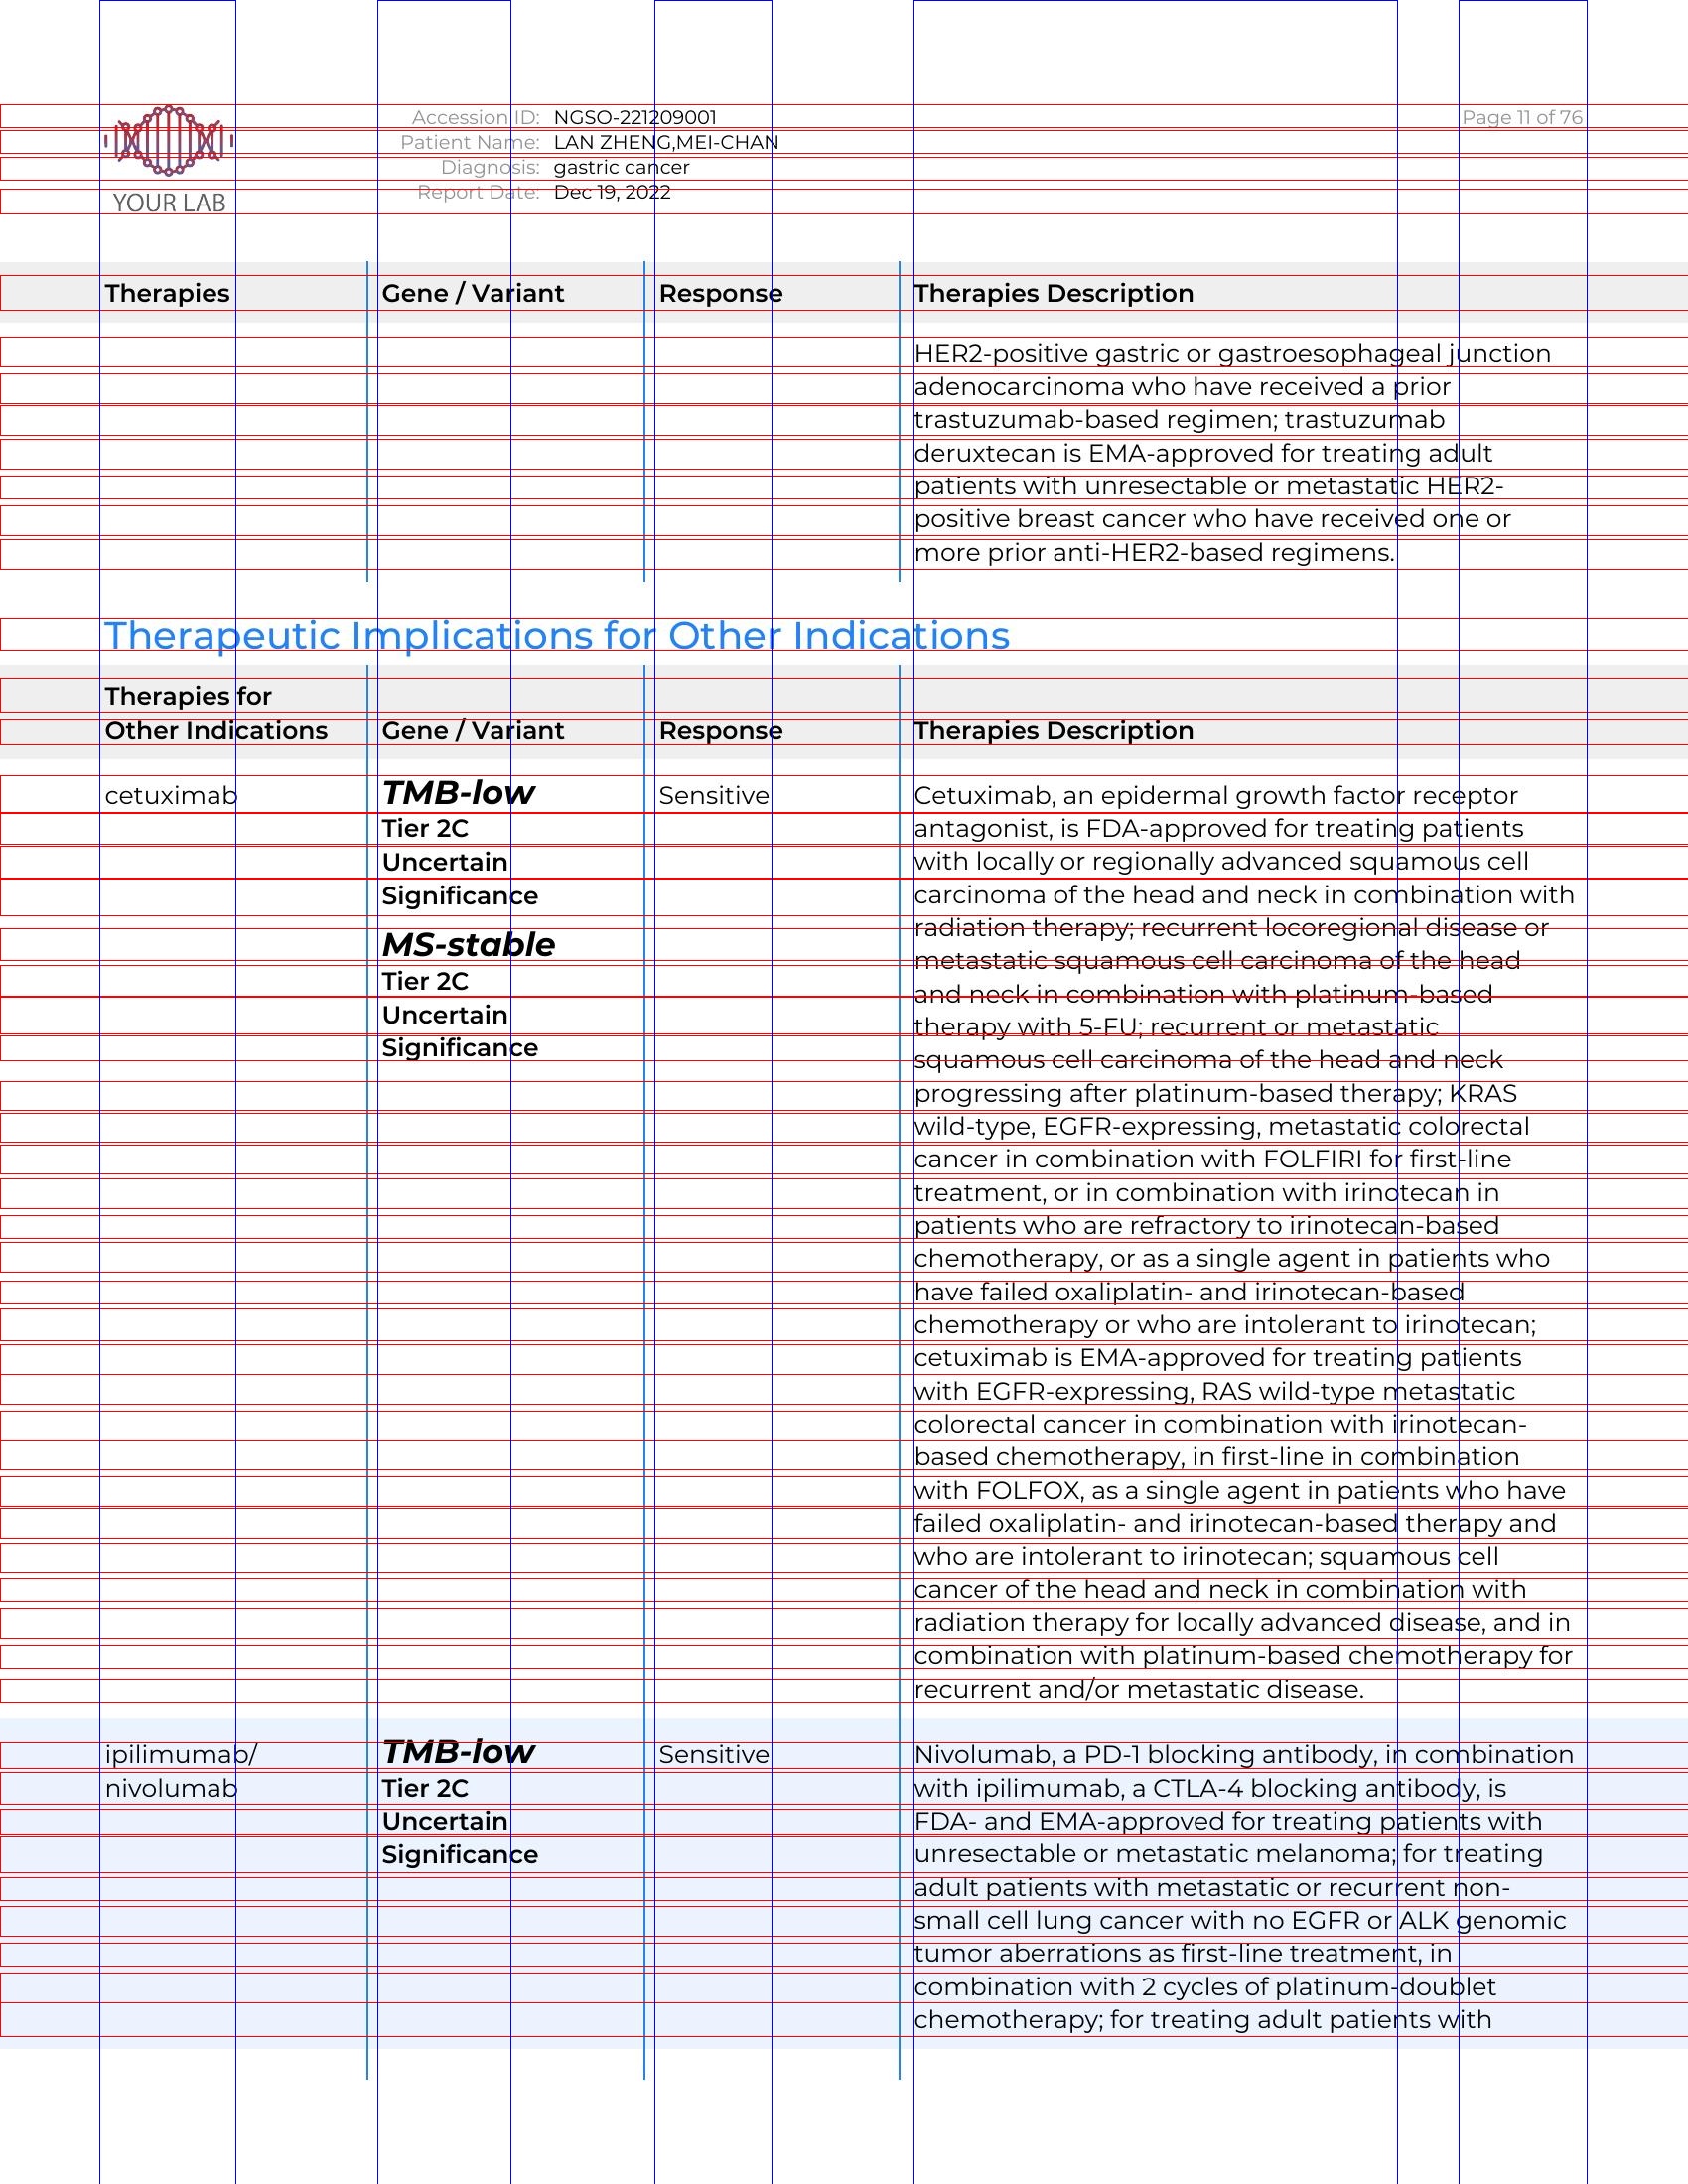 YOUR LAB
Accession ID: NGSO-221209001
Patient Name: LAN ZHENG,MEI-CHAN
Diagnosis: gastric cancer
Report Date: Dec 19, 2022
Page 11 of 76
Therapies Gene / Variant Response Therapies Description
HER2-positive gastric or gastroesophageal junction
adenocarcinoma who have received a prior
trastuzumab-based regimen; trastuzumab
deruxtecan is EMA-approved for treating adult
patients with unresectable or metastatic HER2-
positive breast cancer who have received one or
more prior anti-HER2-based regimens.
Therapeutic Implications for Other Indications
Therapies for
Other Indications Gene / Variant Response Therapies Description
cetuximab
TMB-low
Tier 2C
Uncertain
Significance
MS-stable
Tier 2C
Uncertain
Significance
Sensitive
Cetuximab, an epidermal growth factor receptor
antagonist, is FDA-approved for treating patients
with locally or regionally advanced squamous cell
carcinoma of the head and neck in combination with
radiation therapy; recurrent locoregional disease or
metastatic squamous cell carcinoma of the head
and neck in combination with platinum-based
therapy with 5-FU; recurrent or metastatic
squamous cell carcinoma of the head and neck
progressing after platinum-based therapy; KRAS
wild-type, EGFR-expressing, metastatic colorectal
cancer in combination with FOLFIRI for first-line
treatment, or in combination with irinotecan in
patients who are refractory to irinotecan-based
chemotherapy, or as a single agent in patients who
have failed oxaliplatin- and irinotecan-based
chemotherapy or who are intolerant to irinotecan;
cetuximab is EMA-approved for treating patients
with EGFR-expressing, RAS wild-type metastatic
colorectal cancer in combination with irinotecan-
based chemotherapy, in first-line in combination
with FOLFOX, as a single agent in patients who have
failed oxaliplatin- and irinotecan-based therapy and
who are intolerant to irinotecan; squamous cell
cancer of the head and neck in combination with
radiation therapy for locally advanced disease, and in
combination with platinum-based chemotherapy for
recurrent and/or metastatic disease.
ipilimumab/
nivolumab
TMB-low
Tier 2C
Uncertain
Significance
Sensitive
Nivolumab, a PD-1 blocking antibody, in combination
with ipilimumab, a CTLA-4 blocking antibody, is
FDA- and EMA-approved for treating patients with
unresectable or metastatic melanoma; for treating
adult patients with metastatic or recurrent non-
small cell lung cancer with no EGFR or ALK genomic
tumor aberrations as first-line treatment, in
combination with 2 cycles of platinum-doublet
chemotherapy; for treating adult patients with